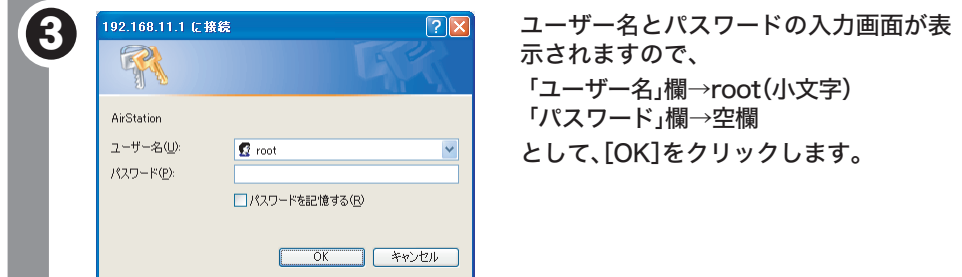 3
192.168.11.1 に接続
AirStation
ユーザー名(U):
root
パスワード(P):
パスワードを記憶する(R)
OK
キャンセル
ユーザー名とパスワードの入力画面が表
示されますので、
「ユーザー名」欄→root(小文字)
「パスワード」欄→空欄
として、[OK]をクリックします。